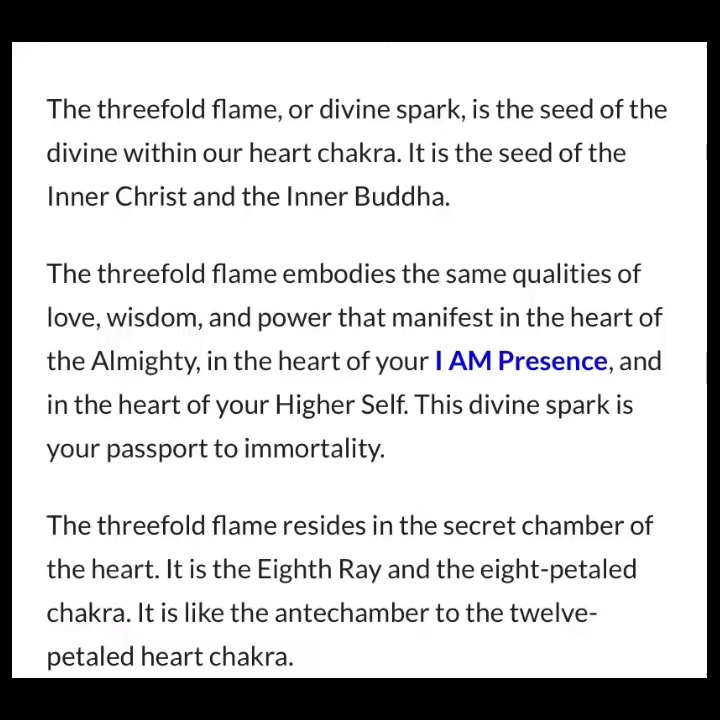 The threefold flame, or divine spark, is the seed of the
divine within our heart chakra. It is the seed of the
Inner Christ and the Inner Buddha.
The threefold flame embodies the same qualities of
love, wisdom, and power that manifest in the heart of
the Almighty, in the heart of your I AM Presence, and
in the heart of your Higher Self. This divine spark is
your passport to immortality.
The threefold flame resides in the secret chamber of
the heart. It is the Eighth Ray and the eight-petaled
chakra. It is like the antechamber to the twelve-
petaled heart chakra.